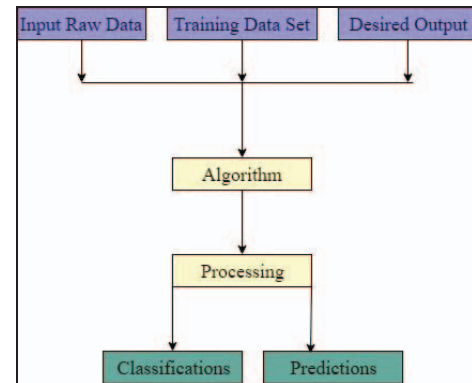 Input Raw Data
Training Data Set
Desired Output
Algorithm
Processing
Classifications
Predictions